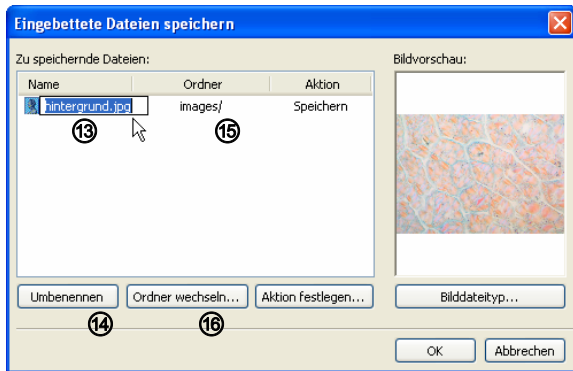 Eingebettete Dateien speichern
Zu speichernde Dateien:
Bildvorschau:
Name Ordner Aktion
hintergrund.jpg images/ Speichern
⑬ ⑮
Umbenennen Ordner wechseln... Aktion festlegen... Bilddateityp...
⑭ ⑯
OK Abbrechen